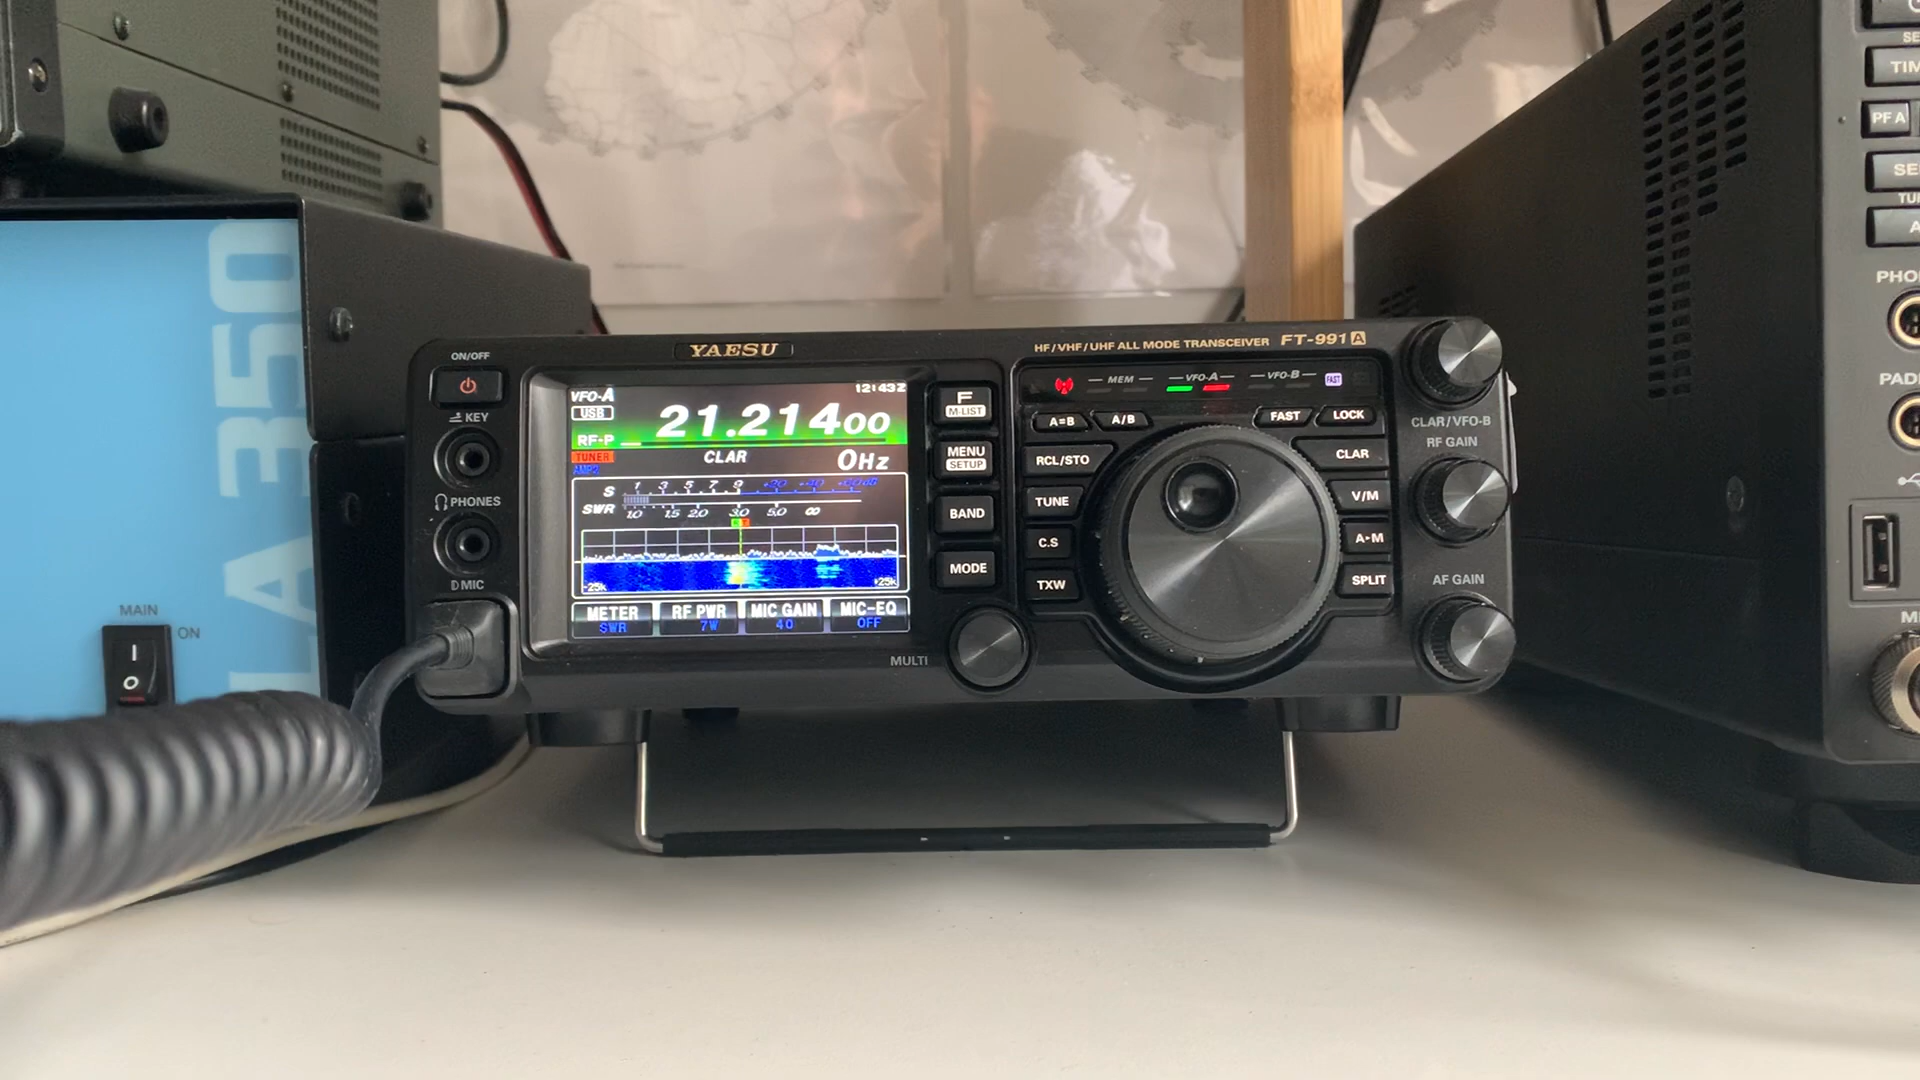 LA 350
MAIN
ON
I
O
ON/OFF
YAESU
HF/VHF/UHF ALL MODE TRANSCEIVER FT-991A
KEY
PHONES
MIC
VFO-A
12:43Z
USB
21.214.00
RF-P
TUNER
CLAR
0Hz
S 1 3 5 7 9 +20 +40 +60dB
SWR 1.0 1.5 2.0 3.0 5.0 ∞
-25k
+25k
METER
SWR
RF PWR
7W
MIC GAIN
40
MIC-EQ
OFF
F
M-LIST
MENU
SETUP
BAND
MODE
MULTI
MEM
VFO-A
VFO-B
FAST
A=B
A/B
FAST
LOCK
RCL/STO
CLAR
TUNE
V/M
C.S
A▸M
TXW
SPLIT
CLAR/VFO-B
RF GAIN
AF GAIN
PF A